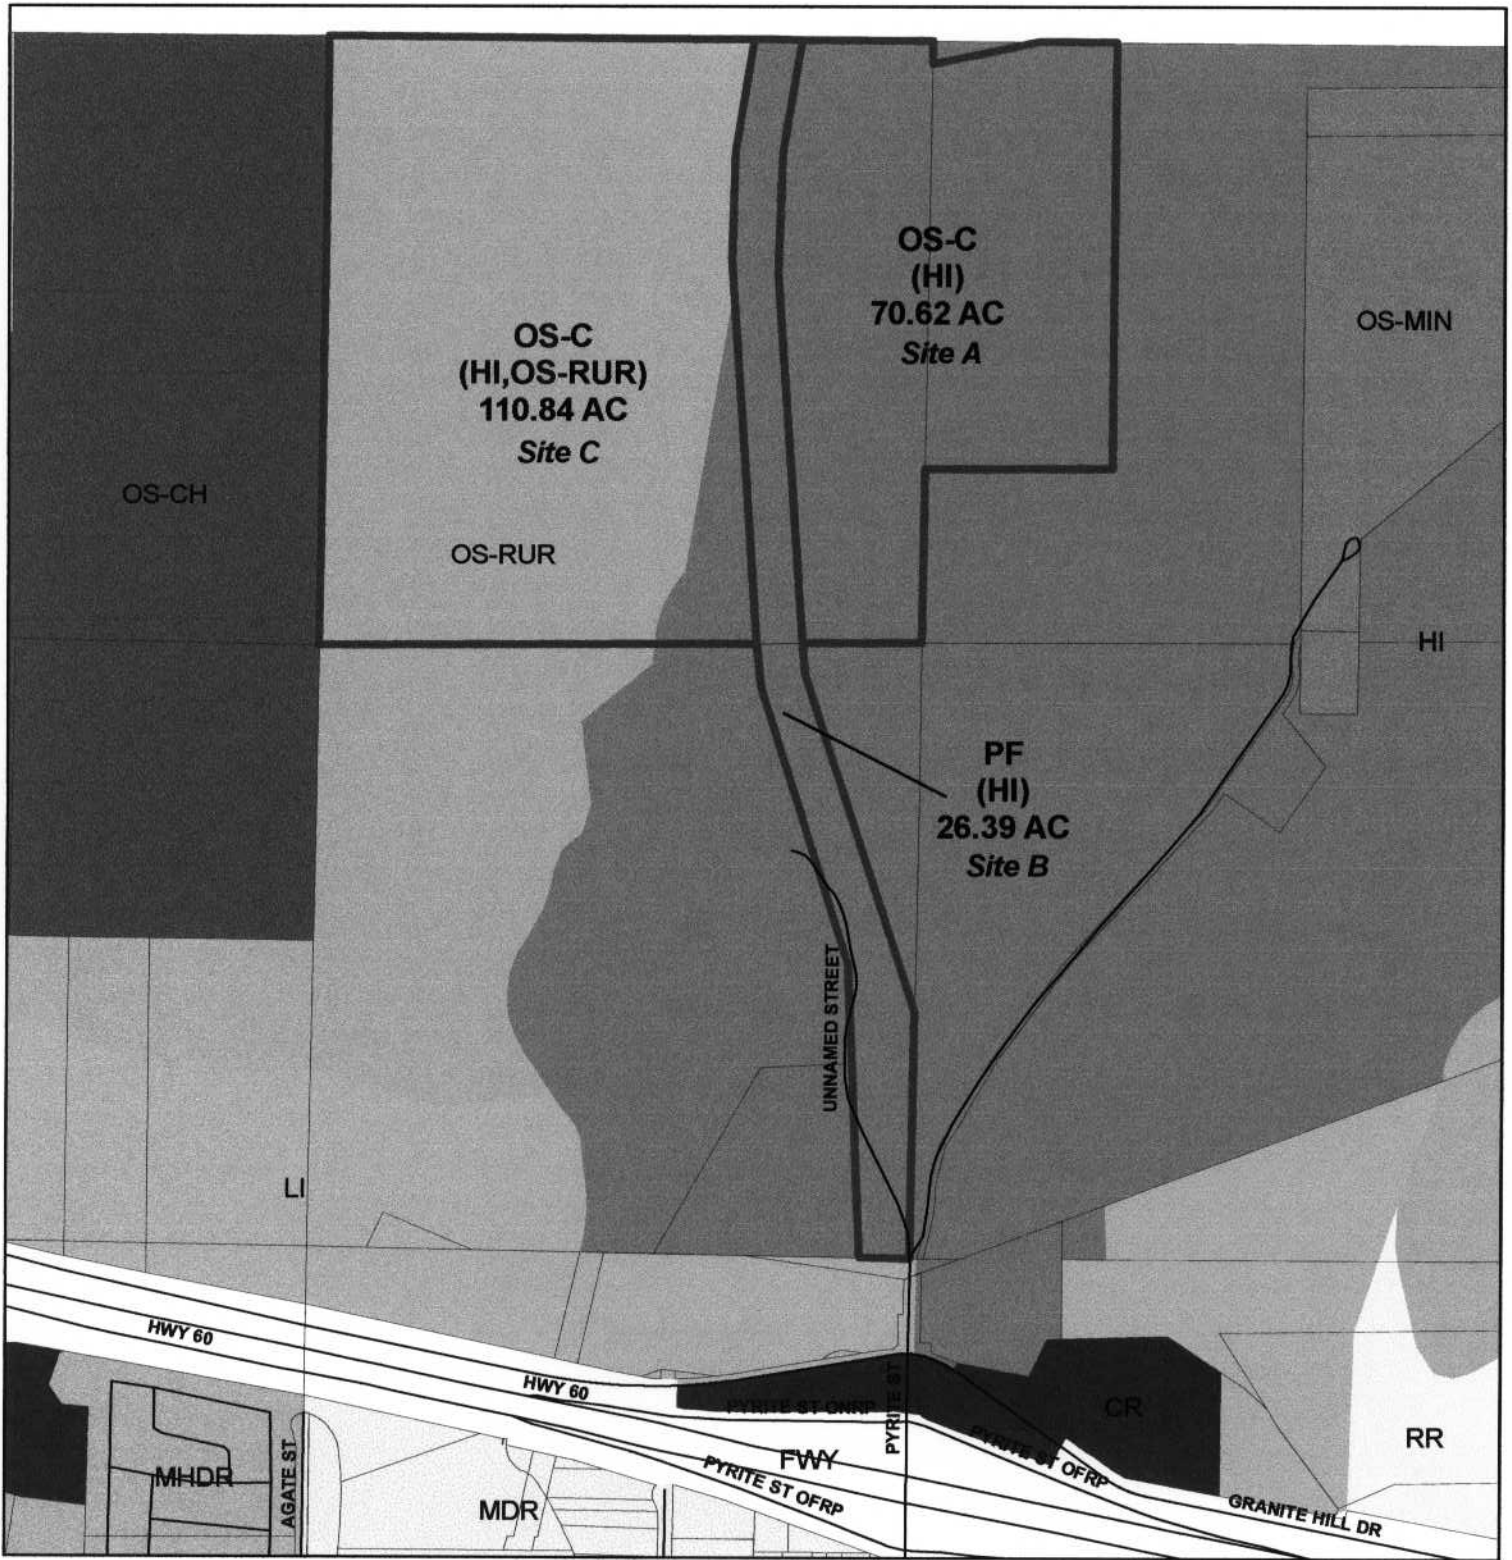 OS-C
(HI)
70.62 AC
Site A
OS-MIN
OS-C
(HI,OS-RUR)
110.84 AC
Site C
OS-CH
OS-RUR
HI
PF
(HI)
26.39 AC
Site B
UNNAMED STREET
LI
HWY 60
HWY 60
PYRITE ST ONRP
PYRITE ST
CR
RR
FWY
PYRITE ST OFRP
PYRITE ST OFRP
MHDR
AGATE ST
MDR
GRANITE HILL DR